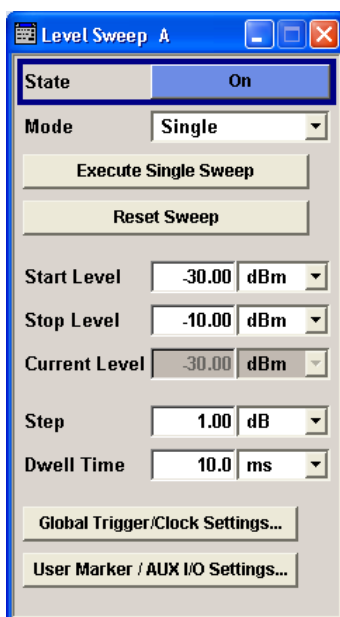 Level Sweep A
State On
Mode Single
Execute Single Sweep
Reset Sweep
Start Level -30.00 dBm
Stop Level -10.00 dBm
Current Level -30.00 dBm
Step 1.00 dB
Dwell Time 10.0 ms
Global Trigger/Clock Settings...
User Marker / AUX I/O Settings...